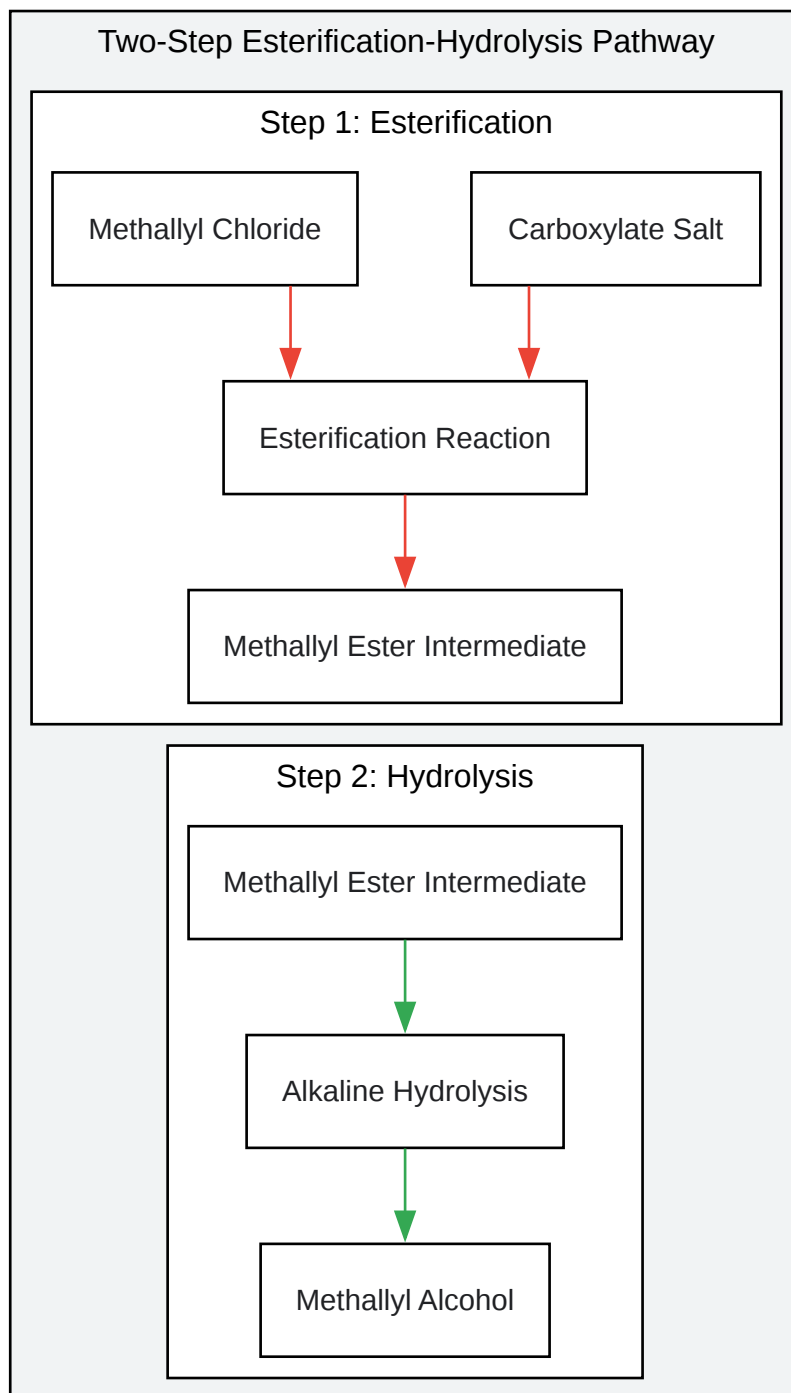 Two-Step Esterification-Hydrolysis Pathway
Step 1: Esterification
Methallyl Chloride
Carboxylate Salt
Esterification Reaction
Methallyl Ester Intermediate
Step 2: Hydrolysis
Methallyl Ester Intermediate
Alkaline Hydrolysis
Methallyl Alcohol